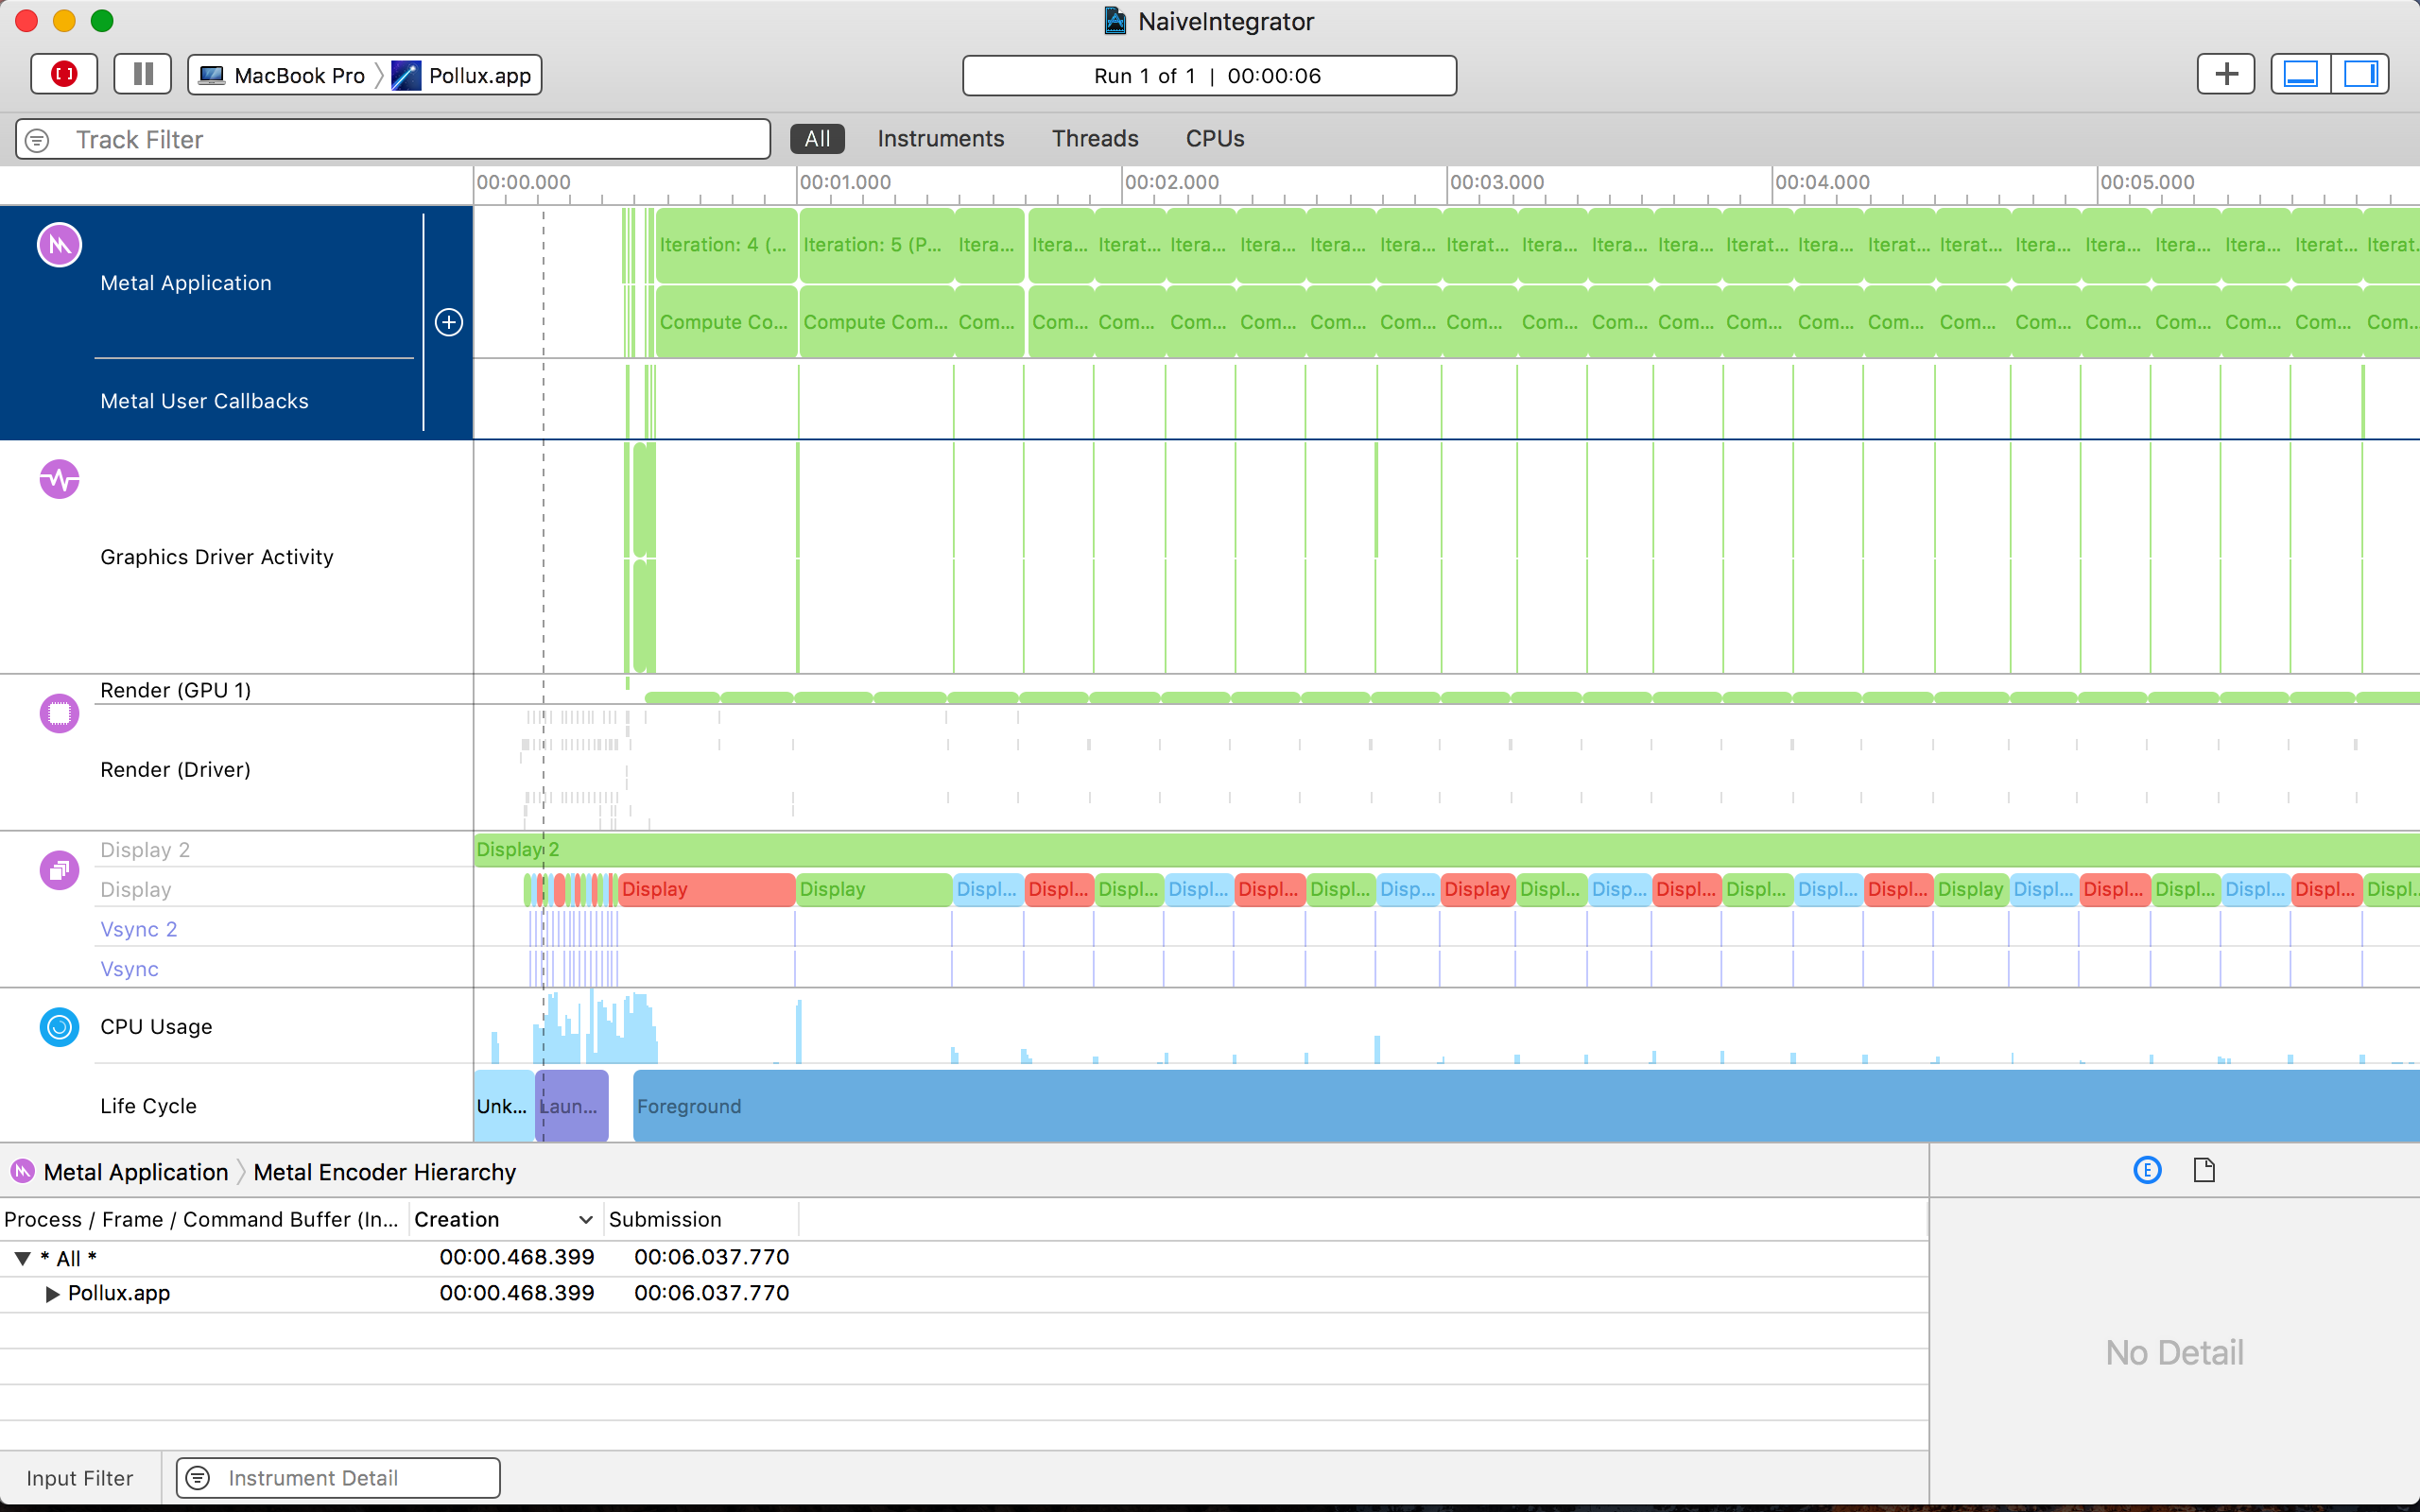 NaiveIntegrator
MacBook Pro Pollux.app
Run 1 of 1 | 00:00:06
Track Filter All Instruments Threads CPUs
00:00.000 00:01.000 00:02.000 00:03.000 00:04.000 00:05.000
Metal Application
Iteration: 4 (... Iteration: 5 (P... Itera... Itera... Iterat... Itera... Itera... Itera... Itera... Iterat... Itera... Itera... Itera... Iterat... Itera... Iterat... Iterat... Itera... Itera... Itera... Itera... Iterat... Iterat.
Compute Co... Compute Com... Com... Com... Com... Com... Com... Com... Com... Com... Com... Com... Com... Com... Com... Com... Com... Com... Com... Com... Com... Com... Com...
Metal User Callbacks
Graphics Driver Activity
Render (GPU 1)
Render (Driver)
Display 2 Display 2
Display Display Display Displ... Displ... Displ... Displ... Displ... Displ... Disp... Display Displ... Disp... Displ... Displ... Displ... Displ... Display Displ... Displ... Displ... Displ... Displ... Displ.
Vsync 2
Vsync
CPU Usage
Life Cycle Unk... Laun... Foreground
Metal Application Metal Encoder Hierarchy E
Process / Frame / Command Buffer (In... Creation Submission
* All * 00:00.468.399 00:06.037.770
Pollux.app 00:00.468.399 00:06.037.770
No Detail
Input Filter Instrument Detail